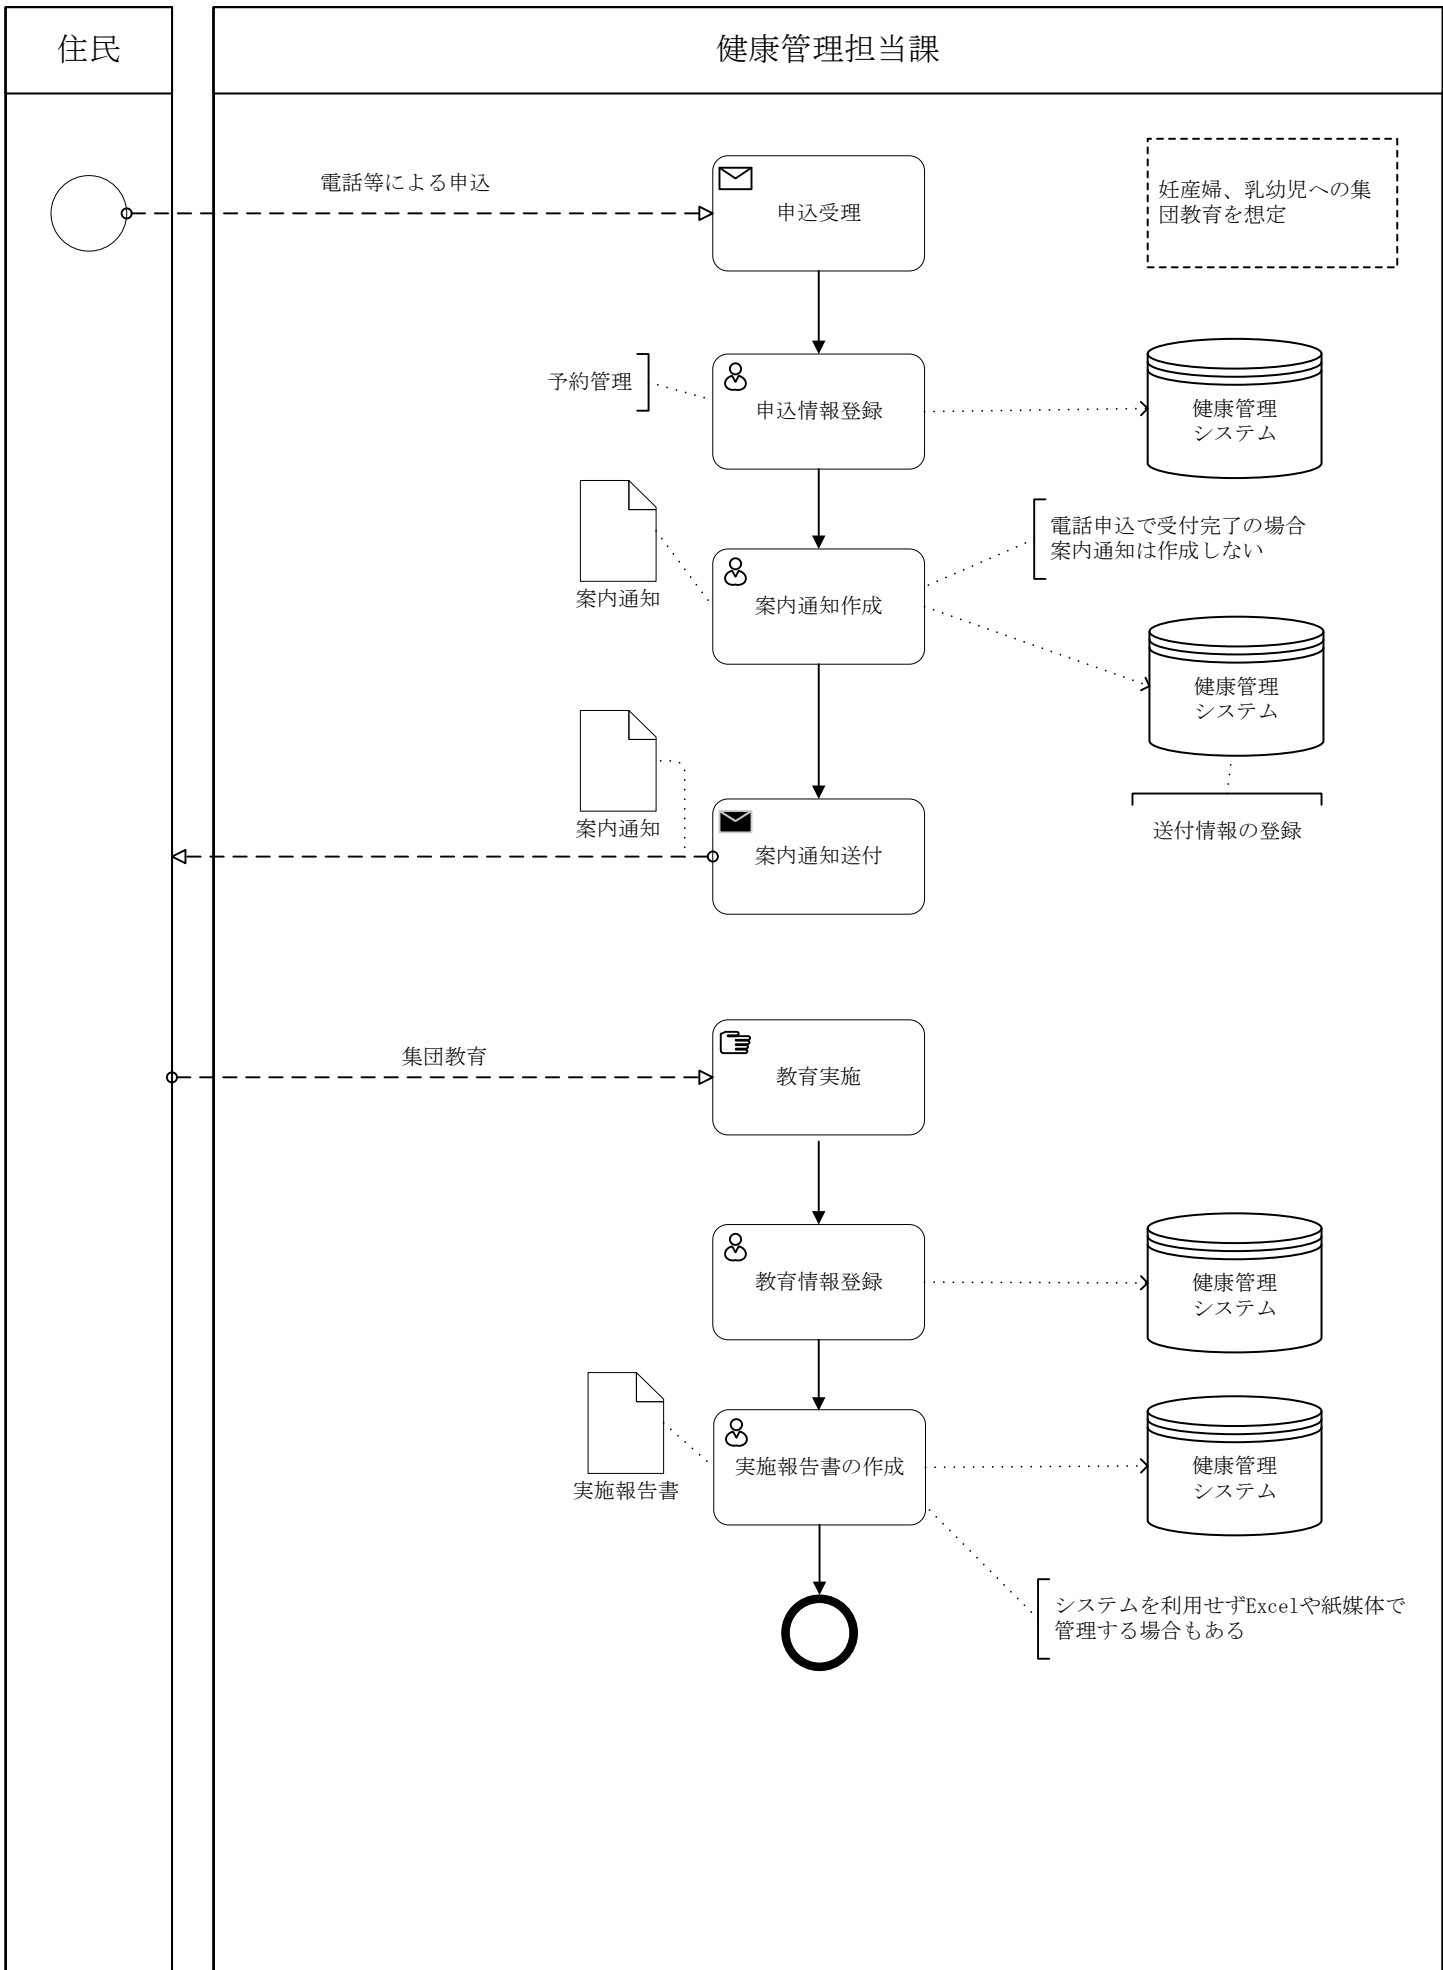 住民
健康管理担当課
電話等による申込
申込受理
妊産婦、乳幼児への集
団教育を想定
予約管理
申込情報登録
健康管理
システム
電話申込で受付完了の場合
案内通知は作成しない
案内通知
案内通知作成
健康管理
システム
案内通知
案内通知送付
送付情報の登録
集団教育
教育実施
教育情報登録
健康管理
システム
実施報告書
実施報告書の作成
健康管理
システム
システムを利用せずExcelや紙媒体で
管理する場合もある